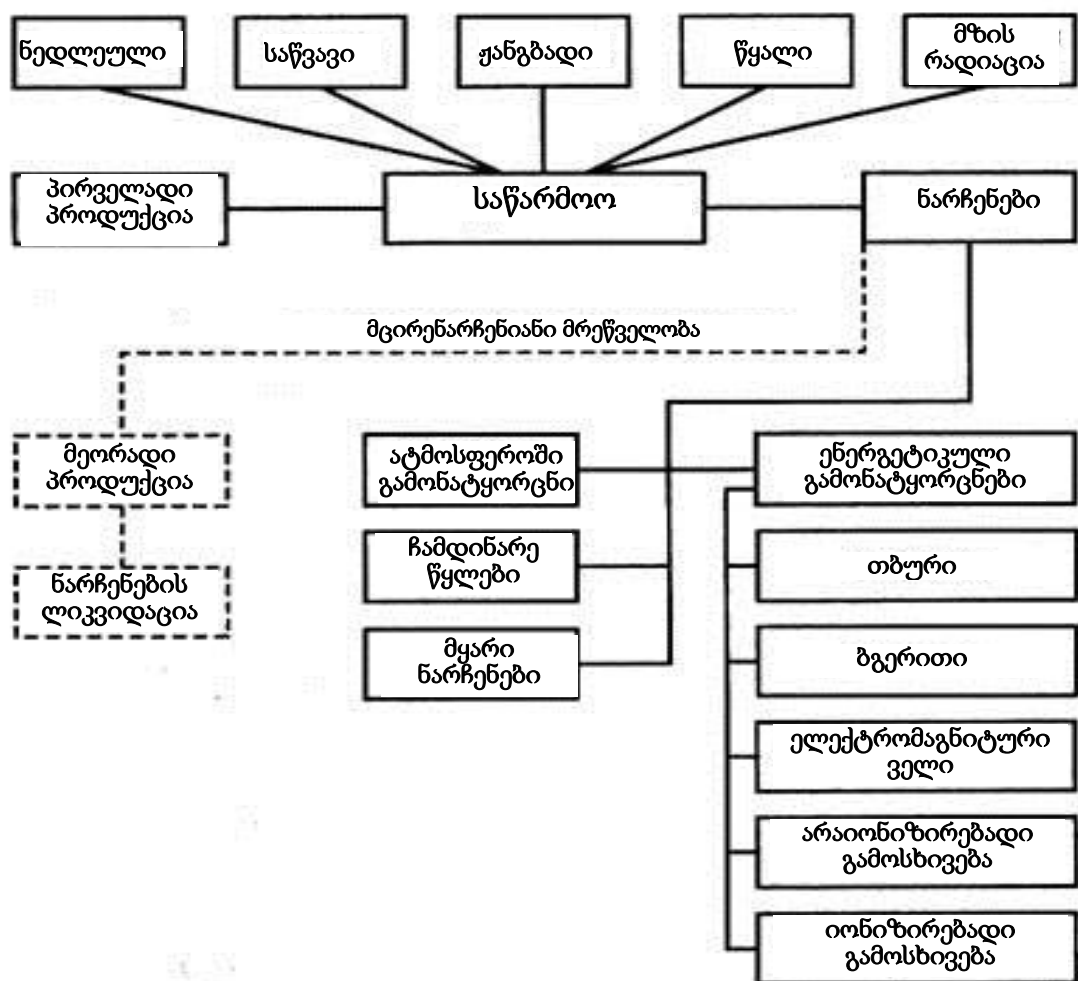 ნედლეული
საწვავი
ჟანგბადი
წყალი
მზის
რადიაცია
პირველადი
პროდუქცია
საწარმოო
ნარჩენები
მცირენარჩენიანი მრეწველობა
მეორადი
პროდუქცია
ნარჩენების
ლიკვიდაცია
ატმოსფეროში
გამონატყორცნი
ჩამდინარე
წყლები
მყარი
ნარჩენები
ენერგეტიკული
გამონატყორცნები
თბური
ბგერითი
ელექტრომაგნიტური
ველი
არაიონიზირებადი
გამოსხივება
იონიზირებადი
გამოსხივება